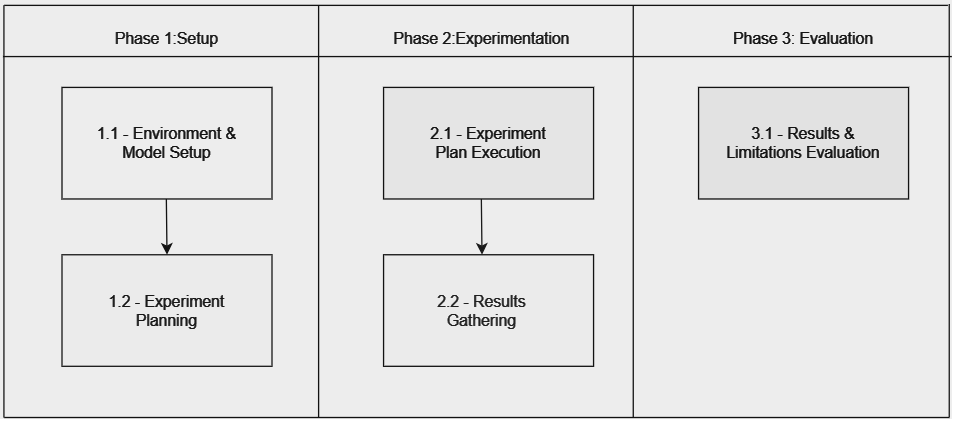 Phase 1:Setup
Phase 2:Experimentation
Phase 3: Evaluation
1.1 - Environment &
Model Setup
1.2 - Experiment
Planning
2.1 - Experiment
Plan Execution
2.2 - Results
Gathering
3.1 - Results &
Limitations Evaluation